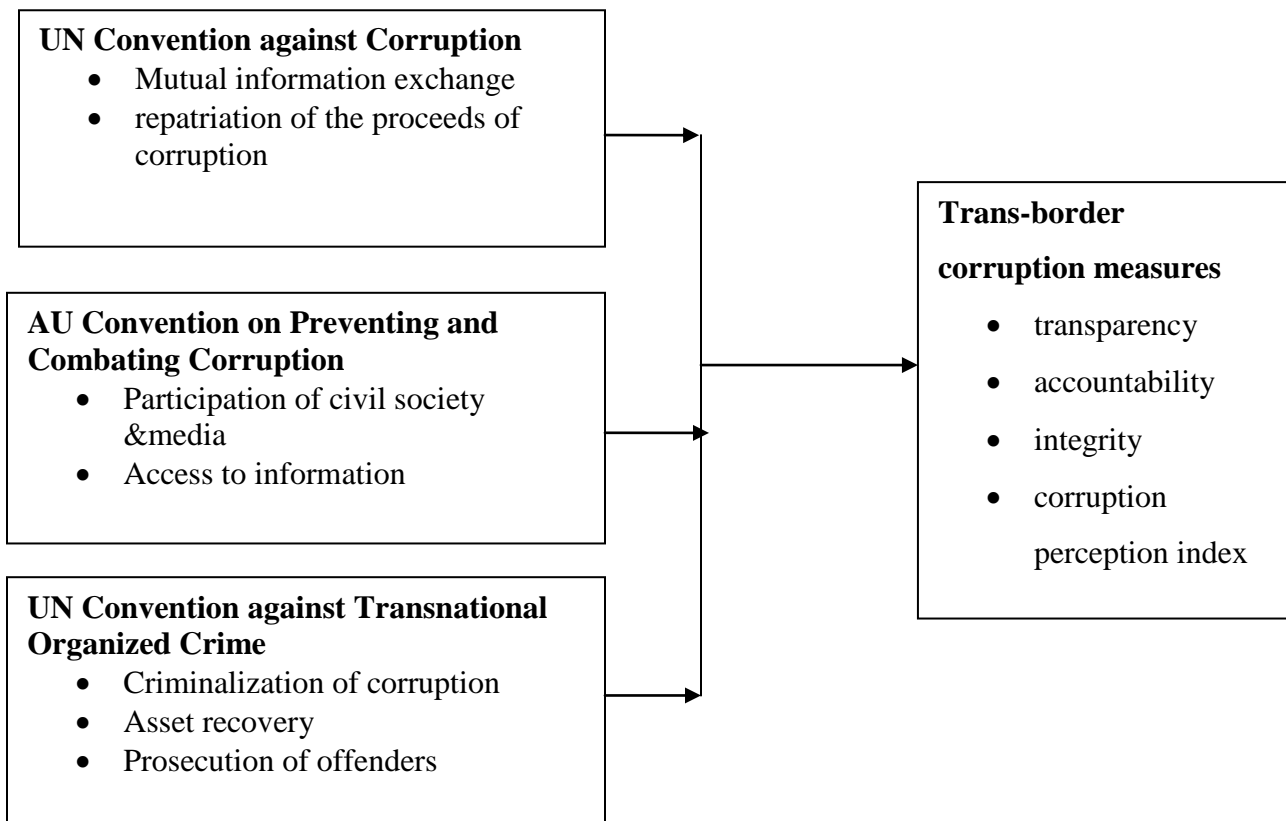 UN Convention against Corruption
• Mutual information exchange
• repatriation of the proceeds of
corruption
AU Convention on Preventing and
Combating Corruption
• Participation of civil society
&media
• Access to information
UN Convention against Transnational
Organized Crime
• Criminalization of corruption
• Asset recovery
• Prosecution of offenders
Trans-border
corruption measures
• transparency
• accountability
• integrity
• corruption
perception index